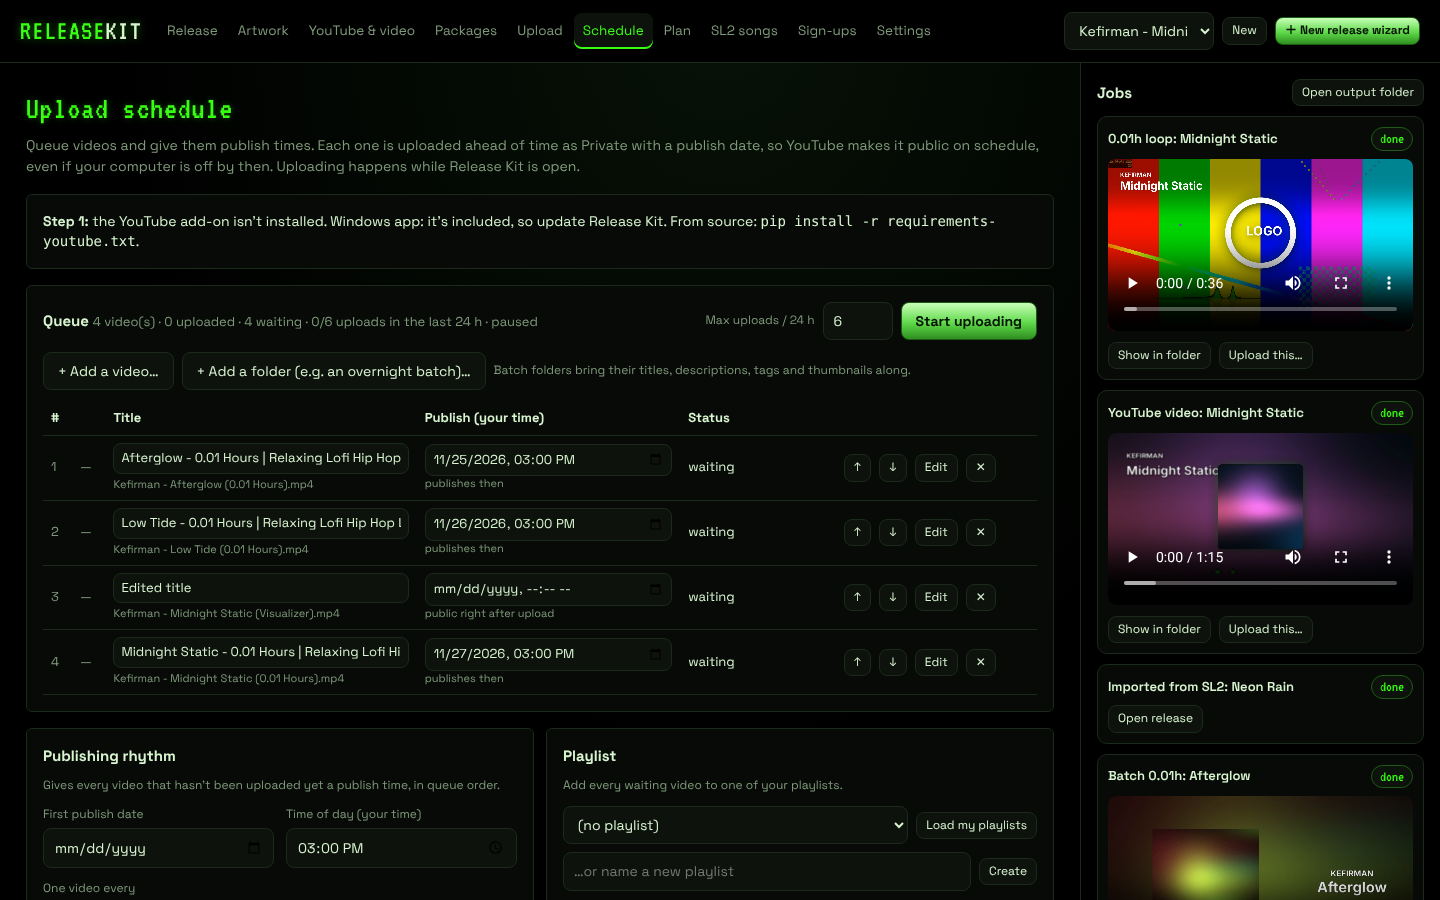 RELEASEKIT
Release
Artwork
YouTube & video
Packages
Upload
Schedule
Plan
SL2 songs
Sign-ups
Settings
Kefirman - Midni
New
+ New release wizard
Upload schedule
Queue videos and give them publish times. Each one is uploaded ahead of time as Private with a publish date, so YouTube makes it public on schedule,
even if your computer is off by then. Uploading happens while Release Kit is open.
Step 1: the YouTube add-on isn't installed. Windows app: it's included, so update Release Kit. From source: pip install -r requirements-
youtube.txt.
Queue 4 video(s) · 0 uploaded · 4 waiting · 0/6 uploads in the last 24 h · paused
Max uploads / 24 h
6
Start uploading
+ Add a video...
+ Add a folder (e.g. an overnight batch)...
Batch folders bring their titles, descriptions, tags and thumbnails along.
# Title Publish (your time) Status
1 — Afterglow - 0.01 Hours | Relaxing Lofi Hip Hop 11/25/2026, 03:00 PM waiting ↑ ↓ Edit ×
Kefirman - Afterglow (0.01 Hours).mp4 publishes then
2 — Low Tide - 0.01 Hours | Relaxing Lofi Hip Hop L 11/26/2026, 03:00 PM waiting ↑ ↓ Edit ×
Kefirman - Low Tide (0.01 Hours).mp4 publishes then
3 — Edited title mm/dd/yyyy, --:-- -- waiting ↑ ↓ Edit ×
Kefirman - Midnight Static (Visualizer).mp4 public right after upload
4 — Midnight Static - 0.01 Hours | Relaxing Lofi Hi 11/27/2026, 03:00 PM waiting ↑ ↓ Edit ×
Kefirman - Midnight Static (0.01 Hours).mp4 publishes then
Publishing rhythm
Gives every video that hasn't been uploaded yet a publish time, in queue order.
First publish date
Time of day (your time)
mm/dd/yyyy
03:00 PM
One video every
Playlist
Add every waiting video to one of your playlists.
(no playlist)
Load my playlists
...or name a new playlist
Create
Jobs
Open output folder
0.01h loop: Midnight Static
done
KEFIRMAN
Midnight Static
LOGO
0:00 / 0:36
Show in folder
Upload this...
YouTube video: Midnight Static
done
KEFIRMAN
Midnight Static
0:00 / 1:15
Show in folder
Upload this...
Imported from SL2: Neon Rain
done
Open release
Batch 0.01h: Afterglow
done
KEFIRMAN
Afterglow